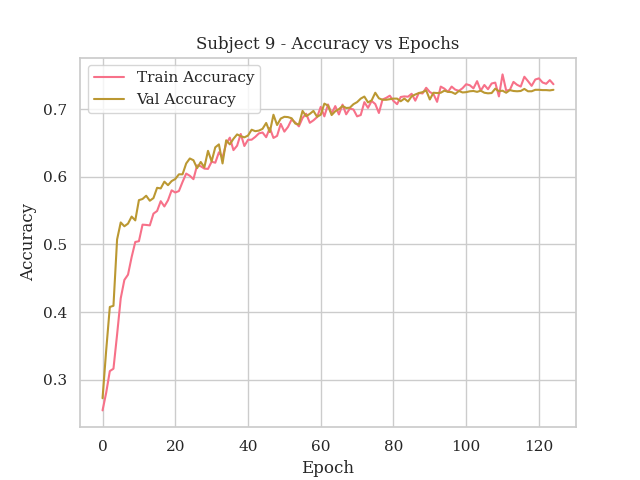 Subject 9 - Accuracy vs Epochs
Train Accuracy
Val Accuracy
0.7
0.6
0.5
0.4
0.3
Accuracy
0 20 40 60 80 100 120
Epoch